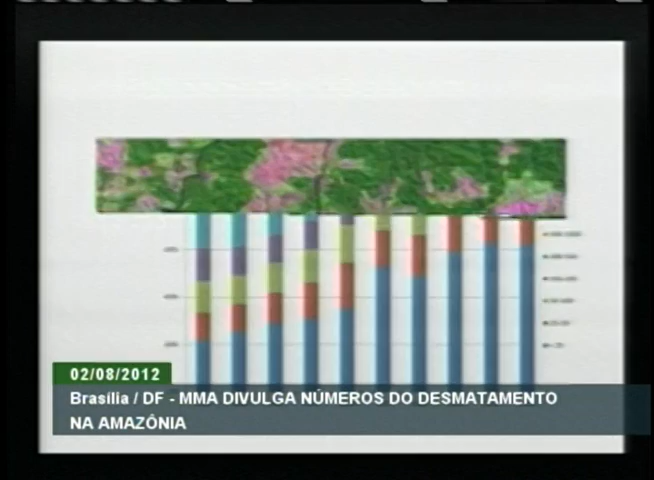 02/08/2012
Brasília / DF - MMA DIVULGA NÚMEROS DO DESMATAMENTO
NA AMAZÔNIA